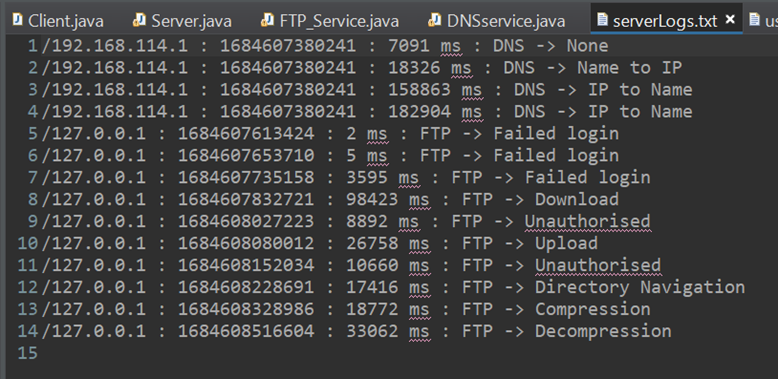 Client.java Server.java FTP_Service.java DNSservice.java serverLogs.txt us
1 /192.168.114.1 : 1684607380241 : 7091 ms : DNS -> None
2 /192.168.114.1 : 1684607380241 : 18326 ms : DNS -> Name to IP
3 /192.168.114.1 : 1684607380241 : 158863 ms : DNS -> IP to Name
4 /192.168.114.1 : 1684607380241 : 182904 ms : DNS -> IP to Name
5 /127.0.0.1 : 1684607613424 : 2 ms : FTP -> Failed login
6 /127.0.0.1 : 1684607653710 : 5 ms : FTP -> Failed login
7 /127.0.0.1 : 1684607735158 : 3595 ms : FTP -> Failed login
8 /127.0.0.1 : 1684607832721 : 98423 ms : FTP -> Download
9 /127.0.0.1 : 1684608027223 : 8892 ms : FTP -> Unauthorised
10 /127.0.0.1 : 1684608080012 : 26758 ms : FTP -> Upload
11 /127.0.0.1 : 1684608152034 : 10660 ms : FTP -> Unauthorised
12 /127.0.0.1 : 1684608228691 : 17416 ms : FTP -> Directory Navigation
13 /127.0.0.1 : 1684608328986 : 18772 ms : FTP -> Compression
14 /127.0.0.1 : 1684608516604 : 33062 ms : FTP -> Decompression
15